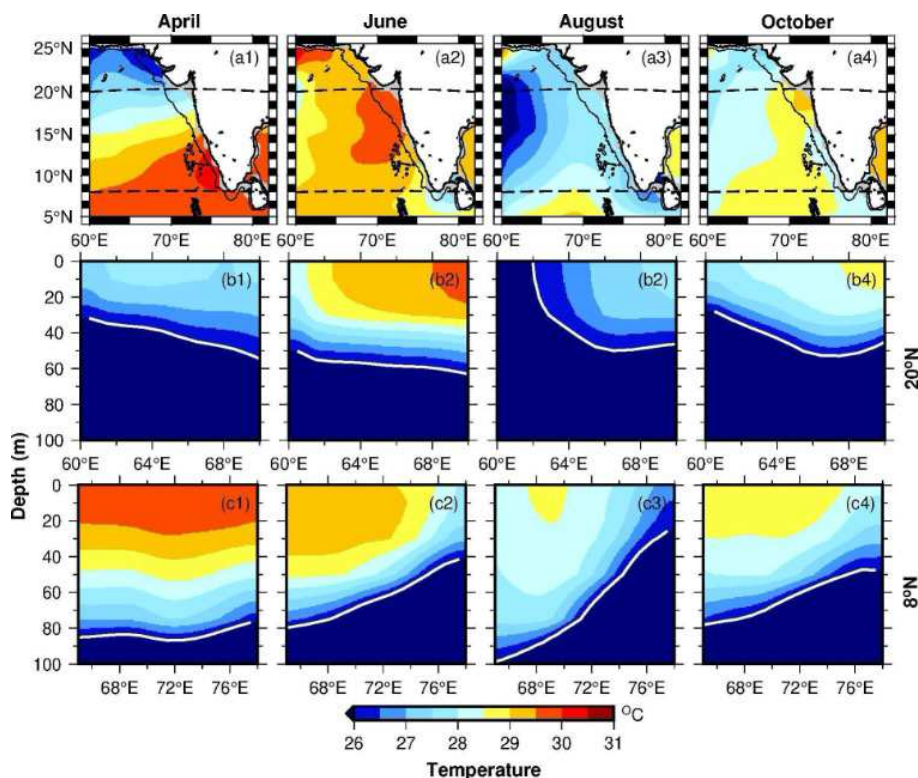 April June August October
25°N (a1) (a2) (a3) (a4)
20°N
15°N
10°N
5°N
60°E 70°E 80°E 60°E 70°E 80°E 60°E 70°E 80°E 60°E 70°E 80°E
0 (b1) (b2) (b2) (b4)
20
40
60
80
100
20°N
60°E 64°E 68°E 60°E 64°E 68°E 60°E 64°E 68°E 60°E 64°E 68°E
Depth (m)
0 (c1) (c2) (c3) (c4)
20
40
60
80
100
8°N
68°E 72°E 76°E 68°E 72°E 76°E 68°E 72°E 76°E 68°E 72°E 76°E
°C
26 27 28 29 30 31
Temperature